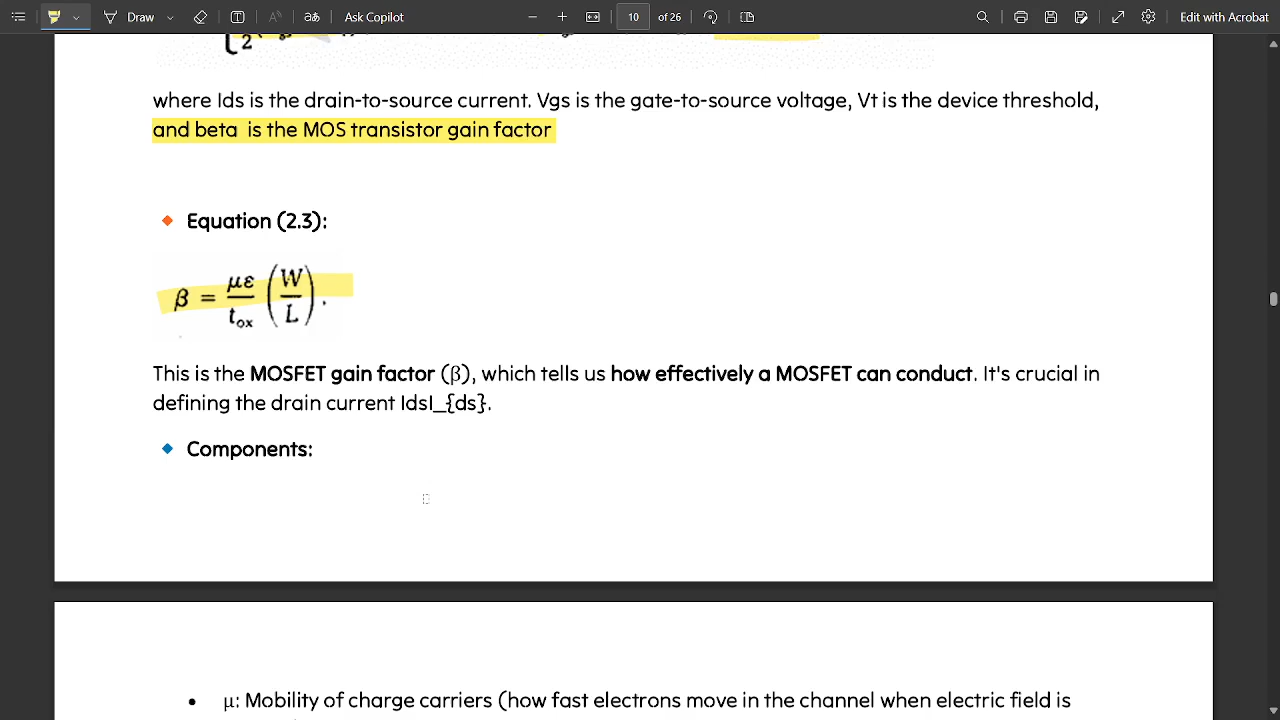 Draw
Ask Copilot
10 of 26
Edit with Acrobat
2
where Ids is the drain-to-source current. Vgs is the gate-to-source voltage, Vt is the device threshold,
and beta is the MOS transistor gain factor
Equation (2.3):
β = με/t_ox (W/L).
This is the MOSFET gain factor (β), which tells us how effectively a MOSFET can conduct. It's crucial in
defining the drain current IdsI_{ds}.
Components:
μ: Mobility of charge carriers (how fast electrons move in the channel when electric field is